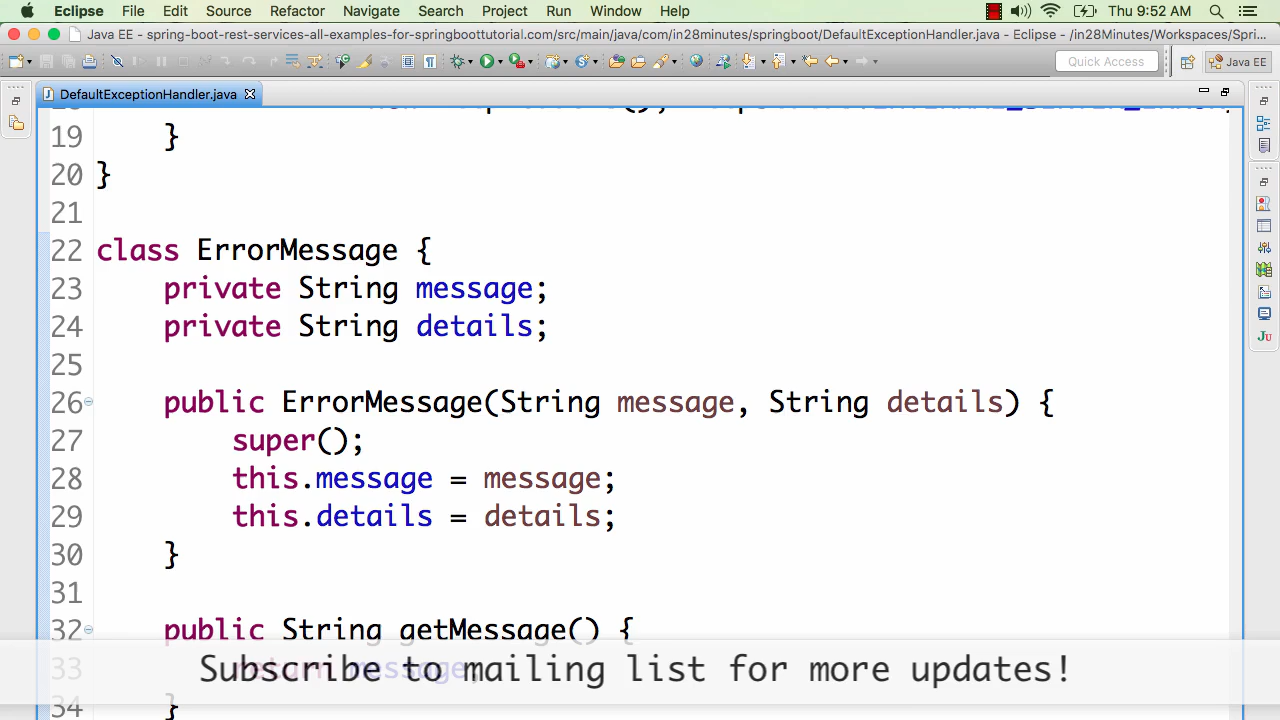 Eclipse File Edit Source Refactor Navigate Search Project Run Window Help Thu 9:52 AM
Java EE - spring-boot-rest-services-all-examples-for-springboottutorial.com/src/main/java/com/in28minutes/springboot/DefaultExceptionHandler.java - Eclipse - /in28Minutes/Workspaces/Spri...
Quick Access Java EE
DefaultExceptionHandler.java
19 }
20 }
21
22 class ErrorMessage {
23 private String message;
24 private String details;
25
26 public ErrorMessage(String message, String details) {
27 super();
28 this.message = message;
29 this.details = details;
30 }
31
32 public String getMessage() {
33 return message;
Subscribe to mailing list for more updates!
34 }